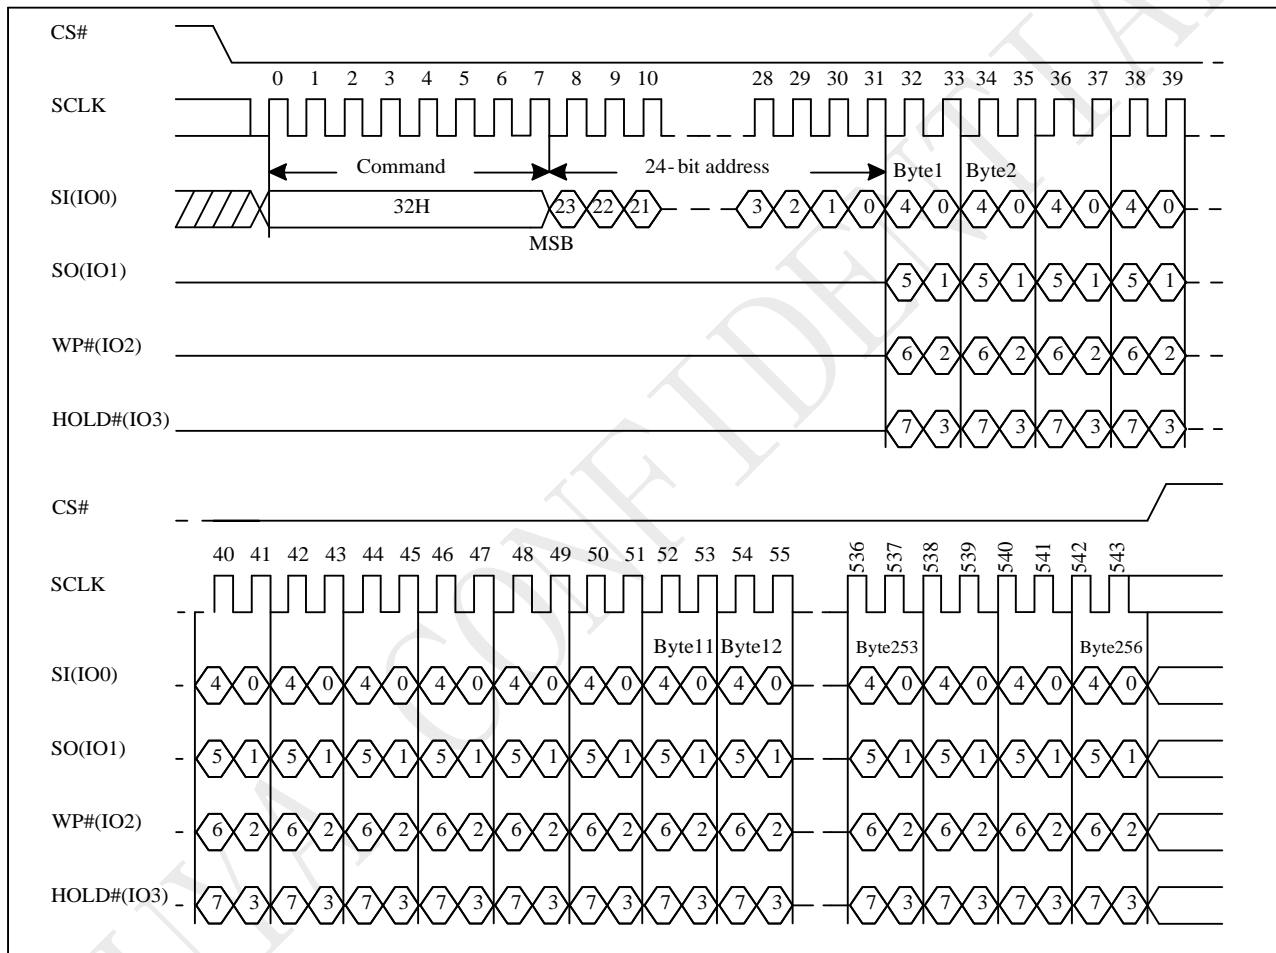 CS#
0 1 2 3 4 5 6 7 8 9 10 28 29 30 31 32 33 34 35 36 37 38 39
SCLK
Command 24-bit address Byte1 Byte2
SI(IO0) 32H 23 22 21 3 2 1 0 4 0 4 0 4 0 4 0
MSB
SO(IO1) 5 1 5 1 5 1 5 1
WP#(IO2) 6 2 6 2 6 2 6 2
HOLD#(IO3) 7 3 7 3 7 3 7 3
CS#
40 41 42 43 44 45 46 47 48 49 50 51 52 53 54 55 536 537 538 539 540 541 542 543
SCLK
Byte11 Byte12 Byte253 Byte256
SI(IO0) 4 0 4 0 4 0 4 0 4 0 4 0 4 0 4 0 4 0 4 0 4 0 4 0
SO(IO1) 5 1 5 1 5 1 5 1 5 1 5 1 5 1 5 1 5 1 5 1 5 1 5 1
WP#(IO2) 6 2 6 2 6 2 6 2 6 2 6 2 6 2 6 2 6 2 6 2 6 2 6 2
HOLD#(IO3) 7 3 7 3 7 3 7 3 7 3 7 3 7 3 7 3 7 3 7 3 7 3 7 3